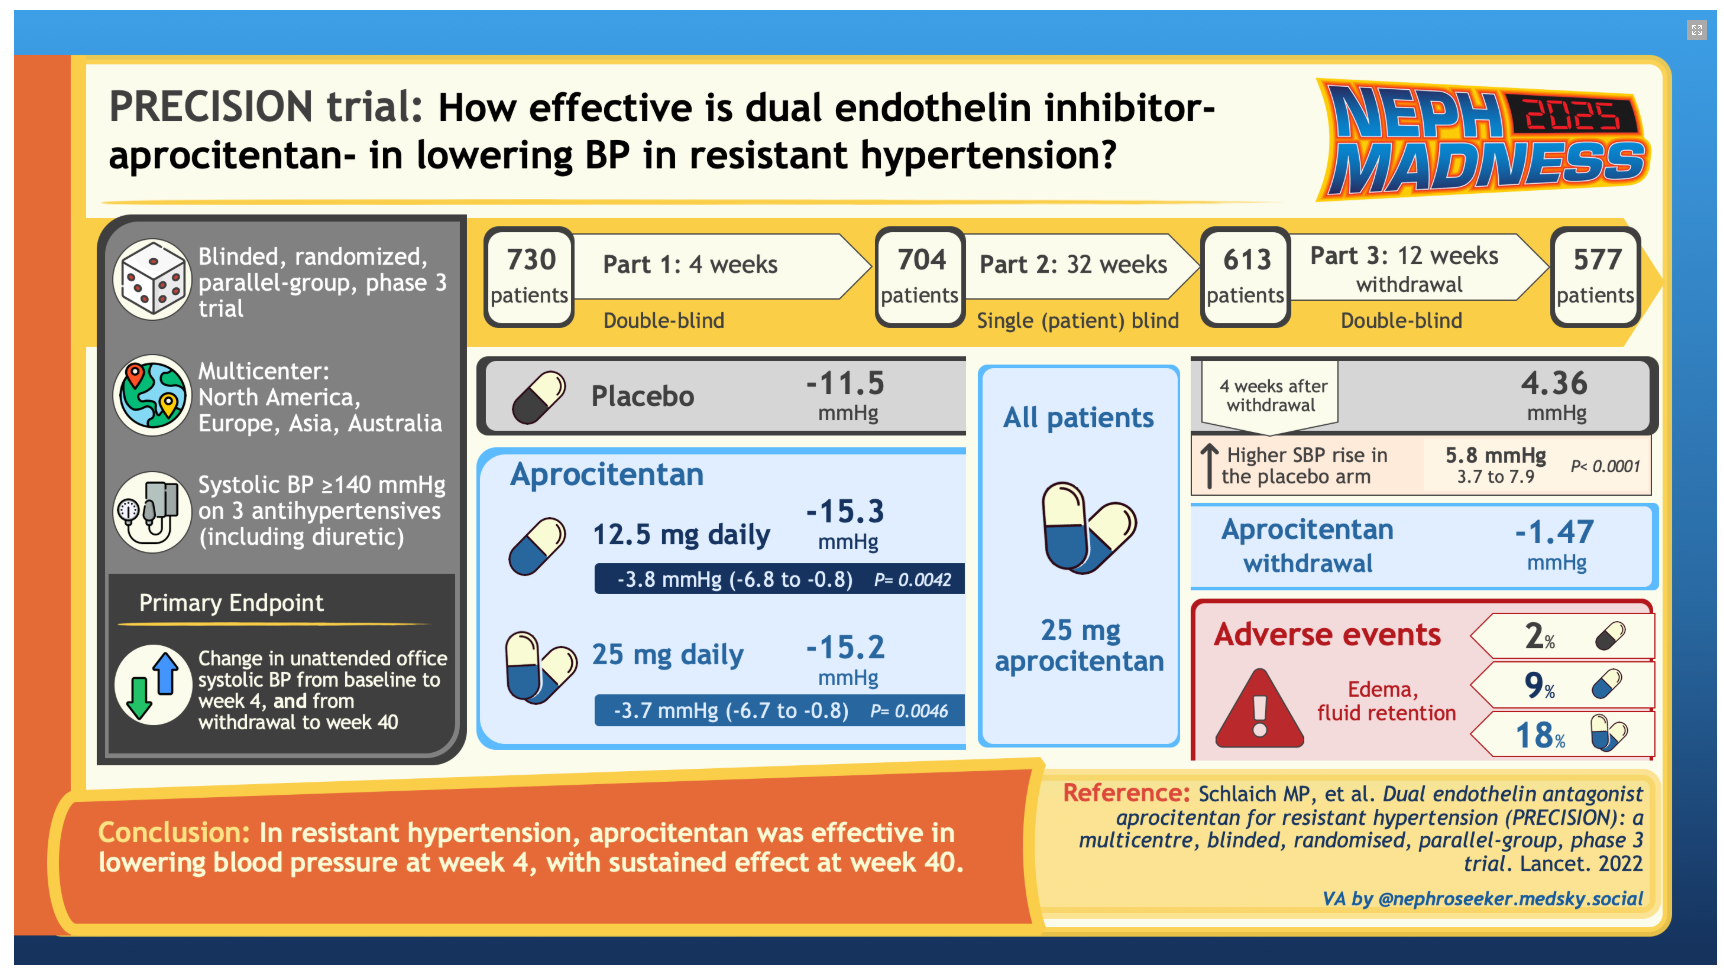 PRECISION trial: How effective is dual endothelin inhibitor-
aprocitentan- in lowering BP in resistant hypertension?
NEPH 2025
MADNESS
Blinded, randomized,
parallel-group, phase 3
trial
Multicenter:
North America,
Europe, Asia, Australia
Systolic BP ≥140 mmHg
on 3 antihypertensives
(including diuretic)
Primary Endpoint
Change in unattended office
systolic BP from baseline to
week 4, and from
withdrawal to week 40
730
patients
Part 1: 4 weeks
Double-blind
704
patients
Part 2: 32 weeks
Single (patient) blind
613
patients
Part 3: 12 weeks
withdrawal
Double-blind
577
patients
Placebo
-11.5
mmHg
Aprocitentan
12.5 mg daily
-15.3
mmHg
-3.8 mmHg (-6.8 to -0.8) P= 0.0042
25 mg daily
-15.2
mmHg
-3.7 mmHg (-6.7 to -0.8) P= 0.0046
All patients
25 mg
aprocitentan
4 weeks after
withdrawal
4.36
mmHg
Higher SBP rise in
the placebo arm
5.8 mmHg
3.7 to 7.9
P< 0.0001
Aprocitentan
withdrawal
-1.47
mmHg
Adverse events
Edema,
fluid retention
2%
9%
18%
Conclusion: In resistant hypertension, aprocitentan was effective in
lowering blood pressure at week 4, with sustained effect at week 40.
Reference: Schlaich MP, et al. Dual endothelin antagonist
aprocitentan for resistant hypertension (PRECISION): a
multicentre, blinded, randomised, parallel-group, phase 3
trial. Lancet. 2022
VA by @nephroseeker.medsky.social